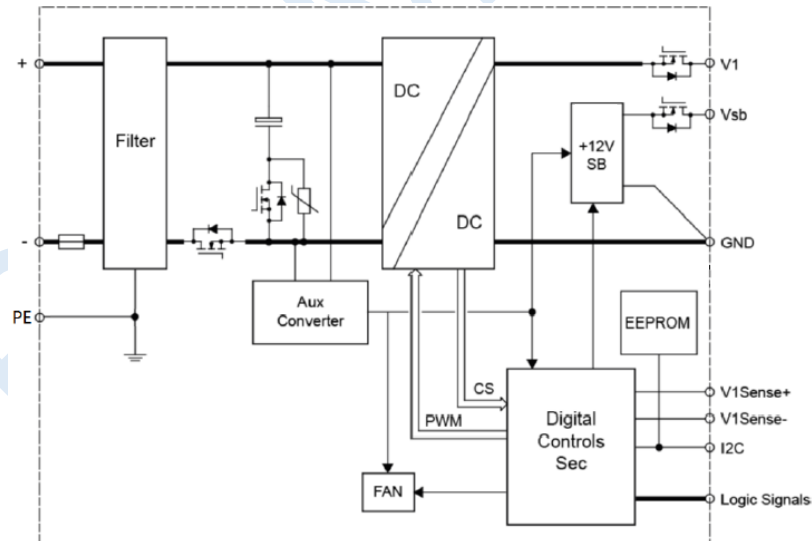 +
V1
DC
Vsb
Filter
+12V
SB
DC
-
GND
Aux
Converter
PE
EEPROM
CS
V1Sense+
PWM
Digital
Controls
Sec
V1Sense-
I2C
FAN
Logic Signals